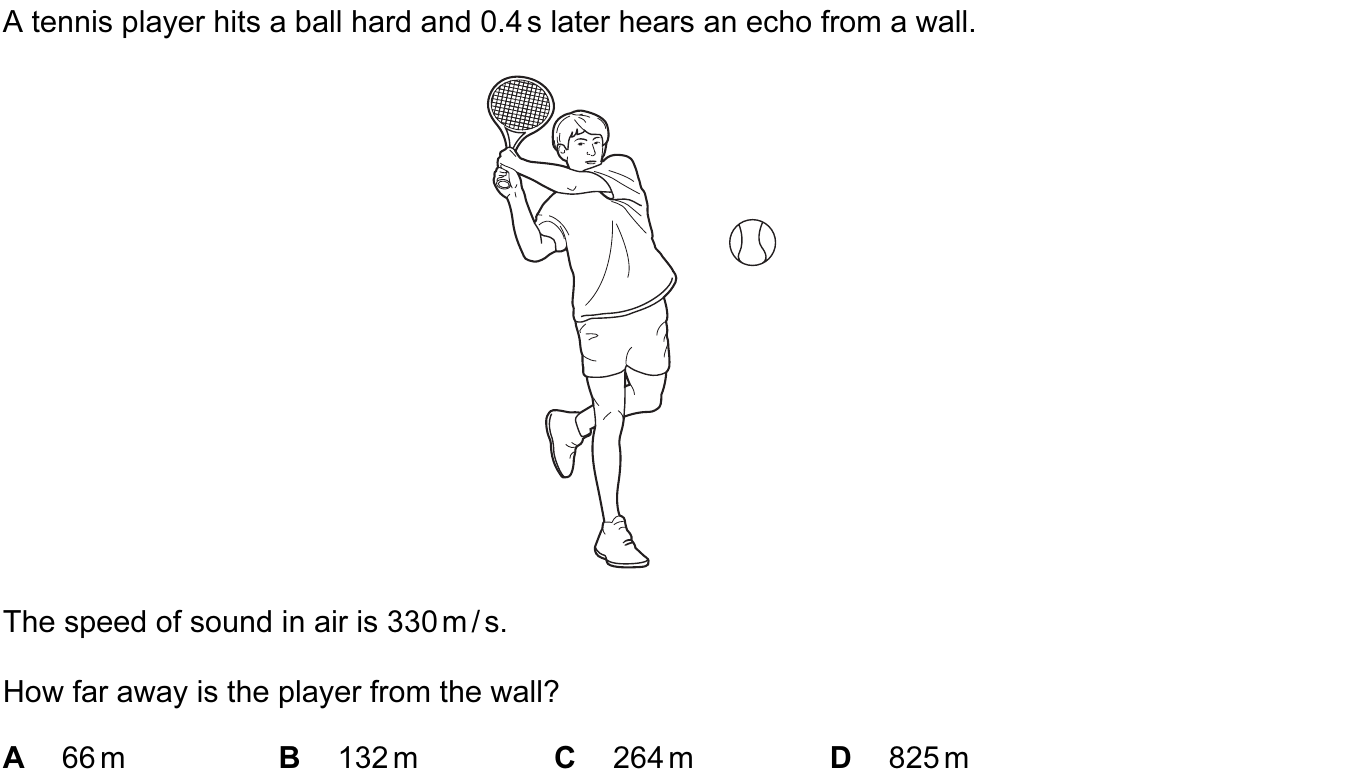 A tennis player hits a ball hard and 0.4 s later hears an echo from a wall.
The speed of sound in air is 330 m / s.
How far away is the player from the wall?
A 66 m B 132 m C 264 m D 825 m